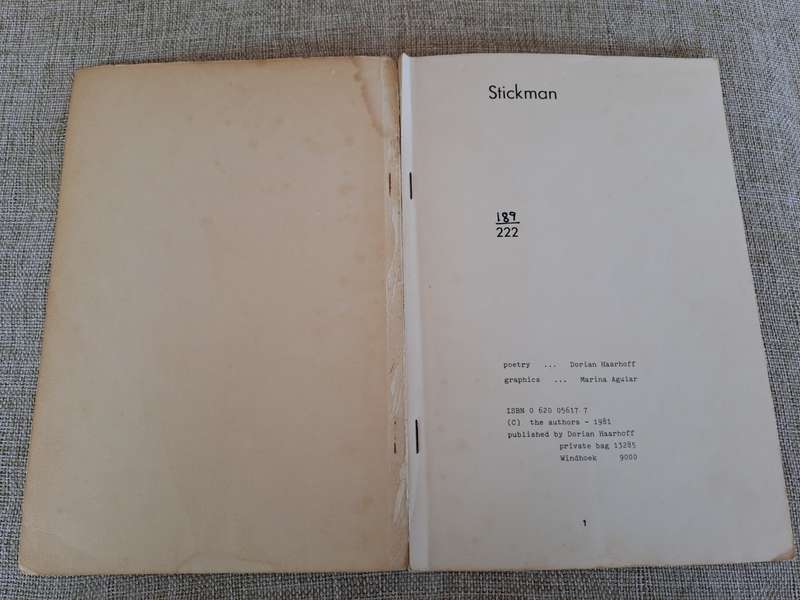 Stickman
189
222
poetry ... Dorian Haarhoff
graphics ... Marina Aguiar
ISBN 0 620 05617 7
(C) the authors - 1981
published by Dorian Haarhoff
private bag 13285
Windhoek 9000
1